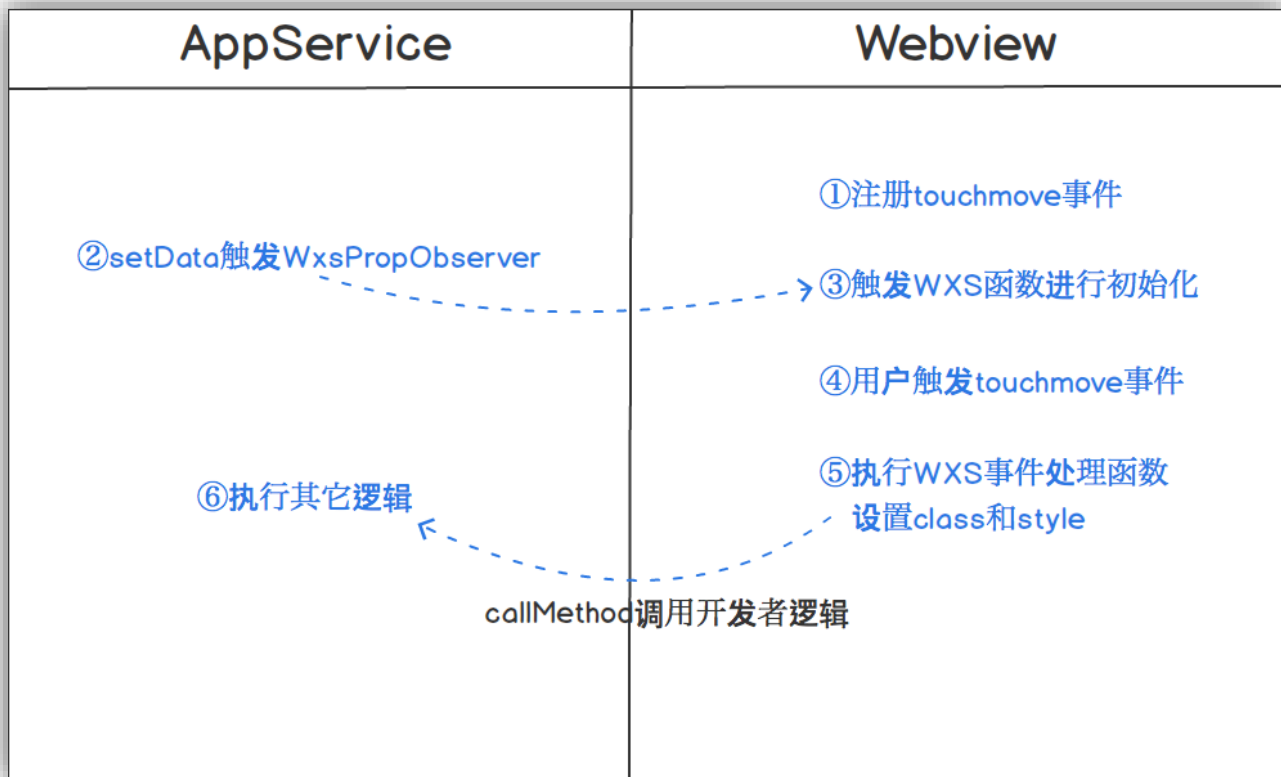 AppService
Webview
①注册touchmove事件
②setData触发WxsPropObserver
③触发WXS函数进行初始化
④用户触发touchmove事件
⑤执行WXS事件处理函数
设置class和style
⑥执行其它逻辑
callMethod调用开发者逻辑